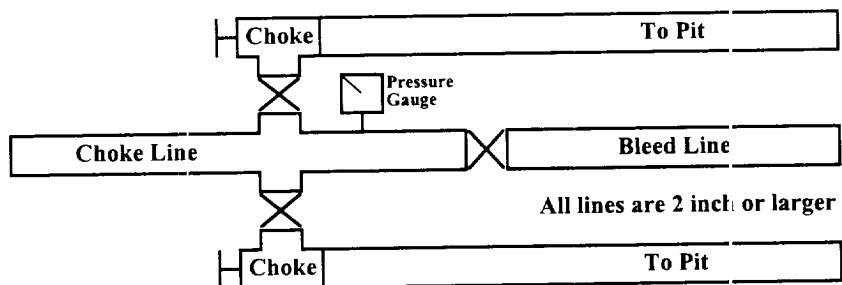 Choke To Pit
Pressure
Gauge
Choke Line Bleed Line
All lines are 2 inch or larger
Choke To Pit